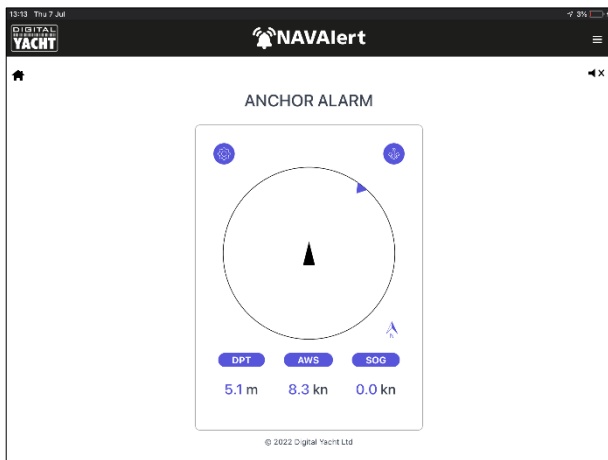 13:13 Thu 7 Jul
3%
DIGITAL
YACHT
NAVAlert
ANCHOR ALARM
N
DPT AWS SOG
5.1 m 8.3 kn 0.0 kn
© 2022 Digital Yacht Ltd